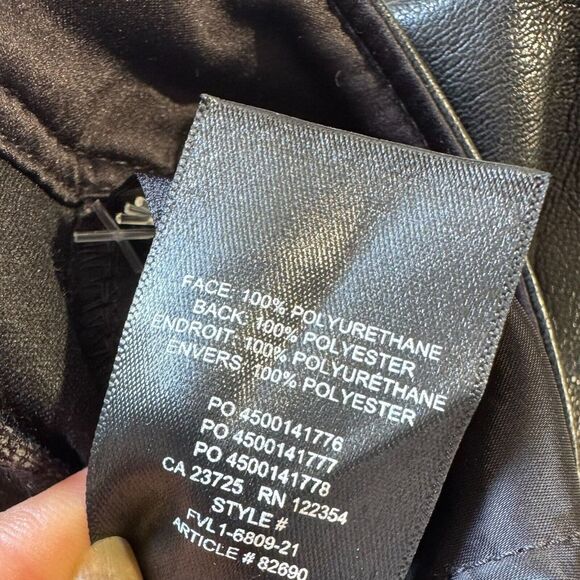 FACE: 100% POLYURETHANE
BACK: 100% POLYESTER
ENDROIT: 100% POLYURETHANE
ENVERS: 100% POLYESTER
PO 4500141776
PO 4500141777
PO 4500141778
CA 23725 RN 122354
STYLE #
FVL1-6809-21
ARTICLE # 82690